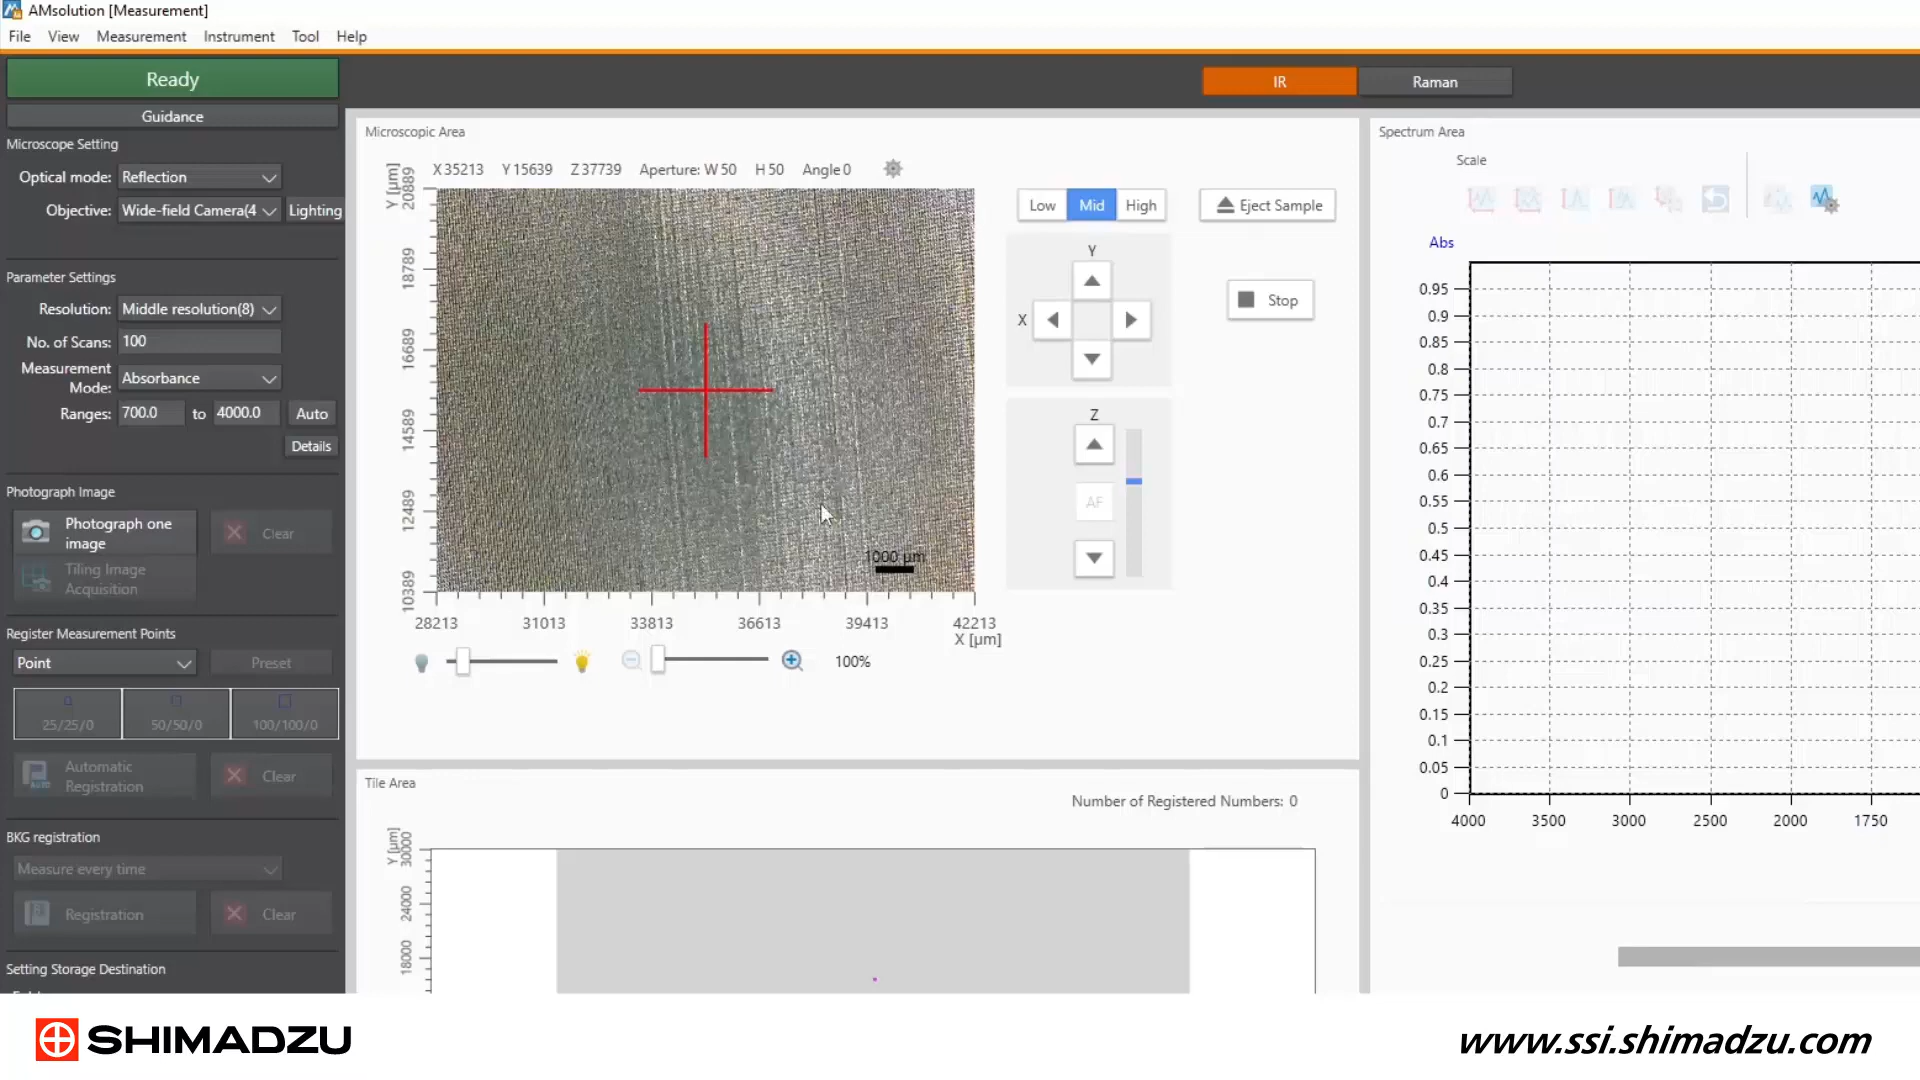 AMsolution [Measurement]
File View Measurement Instrument Tool Help
Ready
Guidance
Microscope Setting
Optical mode: Reflection
Objective: Wide-field Camera(4 Lighting
Parameter Settings
Resolution: Middle resolution(8)
No. of Scans: 100
Measurement Mode: Absorbance
Ranges: 700.0 to 4000.0 Auto
Details
Photograph Image
Photograph one image
Clear
Tiling Image Acquisition
Register Measurement Points
Point Preset
25/25/0 50/50/0 100/100/0
Automatic Registration
Clear
BKG registration
Measure every time
Registration Clear
Setting Storage Destination
IR Raman
Microscopic Area
X 35213 Y 15639 Z 37739 Aperture: W 50 H 50 Angle 0
Y [μm]
20889
18789
16689
14589
12489
10389
1000 μm
28213 31013 33813 36613 39413 42213
X [μm]
100%
Low Mid High
Eject Sample
Y
X
Stop
Z
AF
Tile Area
Number of Registered Numbers: 0
Y [μm]
30000
24000
18000
Spectrum Area
Scale
Abs
0.95
0.9
0.85
0.8
0.75
0.7
0.65
0.6
0.55
0.5
0.45
0.4
0.35
0.3
0.25
0.2
0.15
0.1
0.05
0
4000 3500 3000 2500 2000 1750
SHIMADZU
www.ssi.shimadzu.com